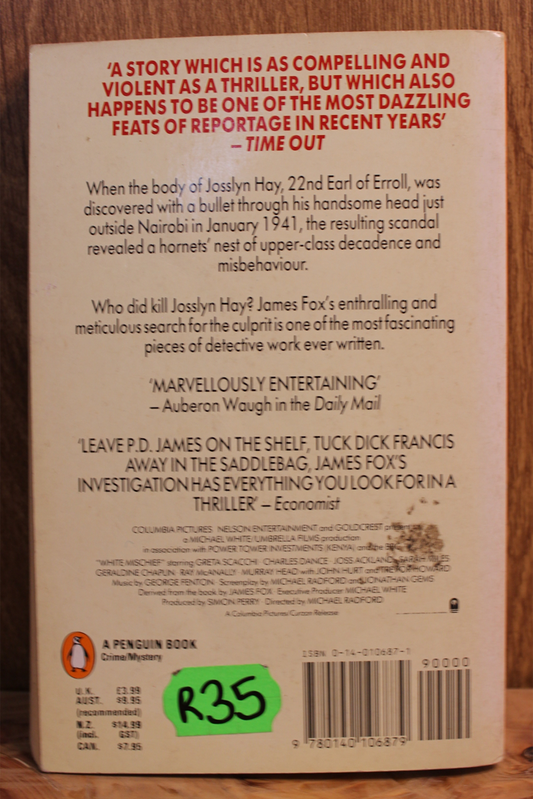 ‘A STORY WHICH IS AS COMPELLING AND
VIOLENT AS A THRILLER, BUT WHICH ALSO
HAPPENS TO BE ONE OF THE MOST DAZZLING
FEATS OF REPORTAGE IN RECENT YEARS’
– TIME OUT
When the body of Josslyn Hay, 22nd Earl of Erroll, was
discovered with a bullet through his handsome head just
outside Nairobi in January 1941, the resulting scandal
revealed a hornets’ nest of upper-class decadence and
misbehaviour.
Who did kill Josslyn Hay? James Fox’s enthralling and
meticulous search for the culprit is one of the most fascinating
pieces of detective work ever written.
‘MARVELLOUSLY ENTERTAINING’
– Auberon Waugh in the Daily Mail
‘LEAVE P.D. JAMES ON THE SHELF, TUCK DICK FRANCIS
AWAY IN THE SADDLEBAG, JAMES FOX’S
INVESTIGATION HAS EVERYTHING YOU LOOK FOR IN A
THRILLER’ – Economist
COLUMBIA PICTURES NELSON ENTERTAINMENT and GOLDCREST
a MICHAEL WHITE/UMBRELLA FILMS production
in association with POWER TOWER INVESTMENTS (KENYA) and
"WHITE MISCHIEF" starring GRETA SCACCHI · CHARLES DANCE · JOSS ACKLAND
GERALDINE CHAPLIN · RAY McANALLY · MURRAY HEAD with JOHN HURT and TREVOR HOWARD
Music by GEORGE FENTON · Screenplay by MICHAEL RADFORD and JONATHAN GEMS
Derived from the book by JAMES FOX · Executive Producer MICHAEL WHITE
Produced by SIMON PERRY · Directed by MICHAEL RADFORD
A Columbia Pictures/Curzon Release
A PENGUIN BOOK
Crime/Mystery
U.K. £3.99
AUST. $9.95
(recommended)
N.Z. $14.99
(incl. GST)
CAN. $7.95
R35
ISBN 0-14-010687-1
90000
9 780140 106879